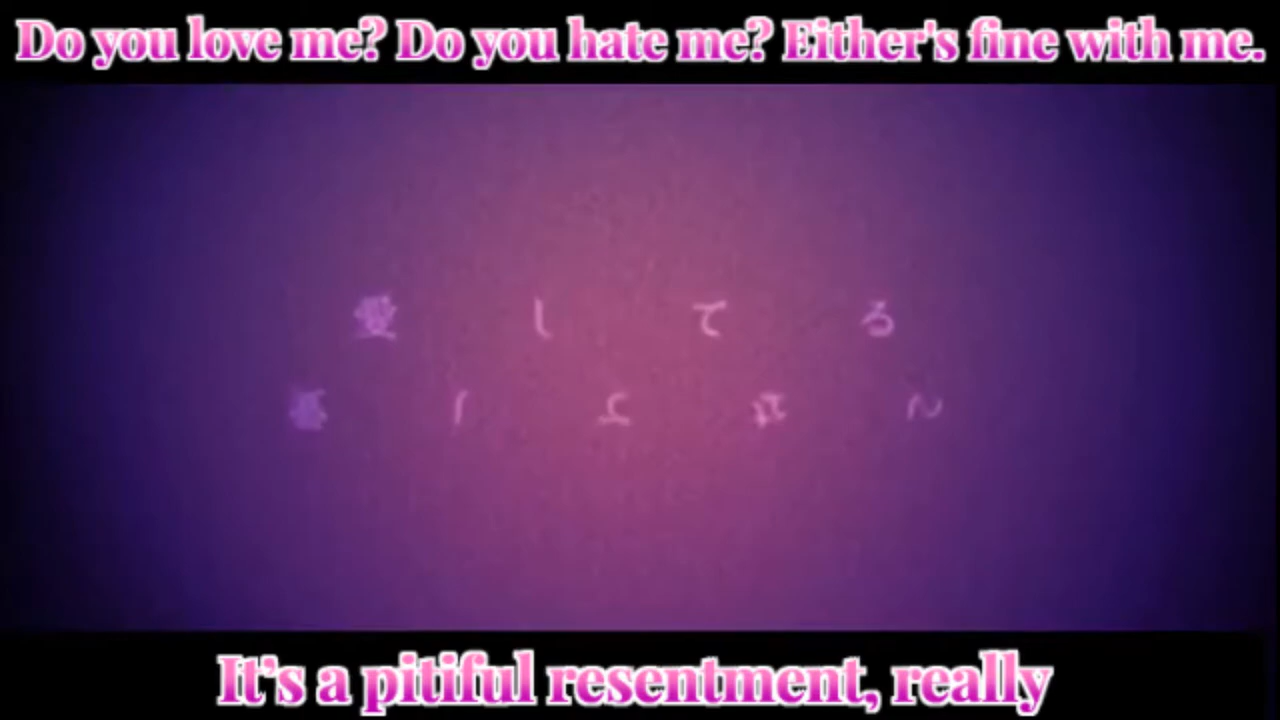 Do you love me? Do you hate me? Either's fine with me.
愛してる
It's a pitiful resentment, really